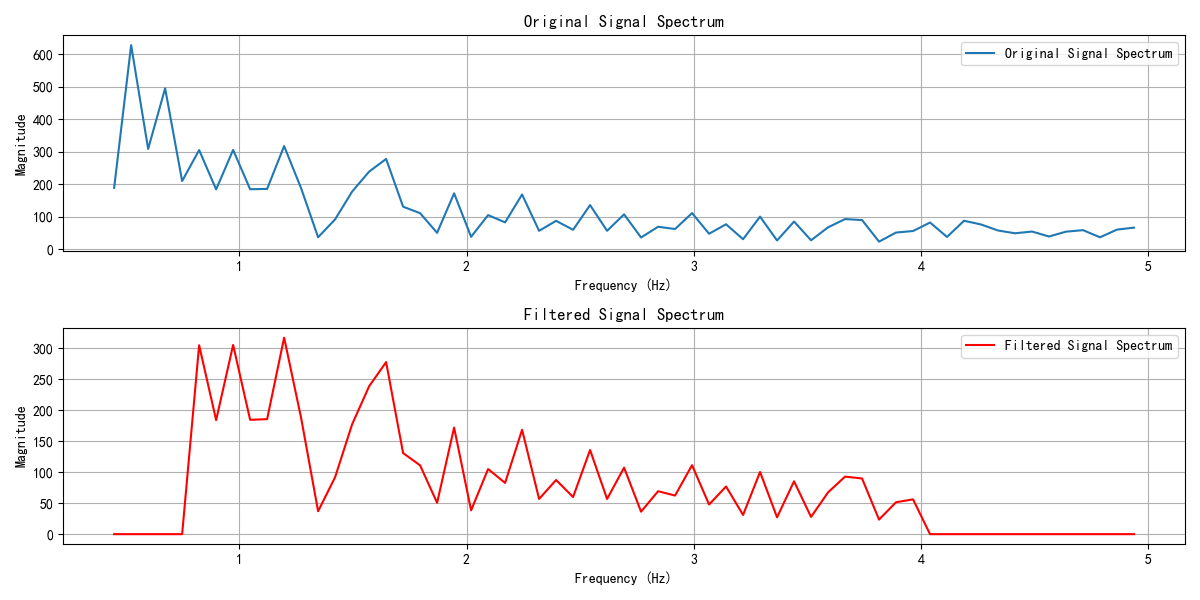 Original Signal Spectrum
Original Signal Spectrum
600
500
400
300
200
100
0
Magnitude
1 2 3 4 5
Frequency (Hz)
Filtered Signal Spectrum
Filtered Signal Spectrum
300
250
200
150
100
50
0
Magnitude
1 2 3 4 5
Frequency (Hz)